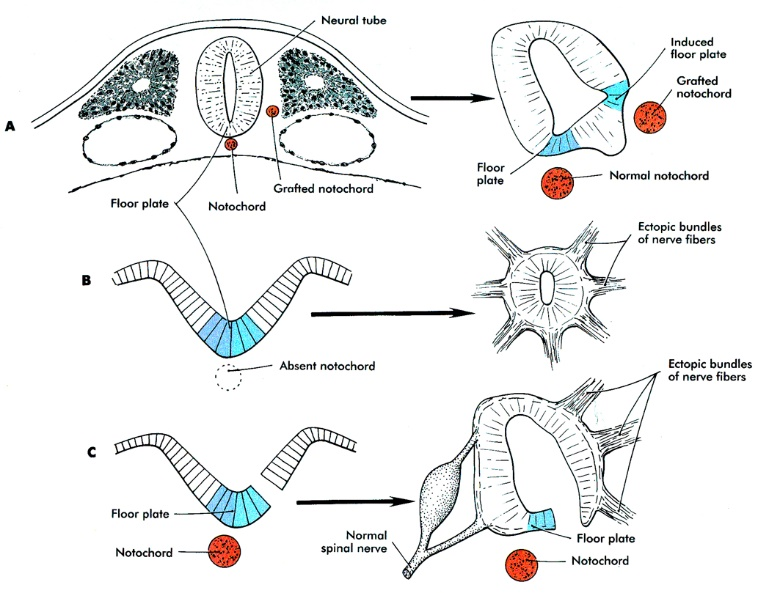 Neural tube
Induced
floor plate
Grafted
notochord
A
Floor
plate
Normal notochord
Grafted notochord
Floor plate
Notochord
Ectopic bundles
of nerve fibers
B
Absent notochord
Ectopic bundles
of nerve fibers
C
Floor plate
Notochord
Normal
spinal nerve
Floor plate
Notochord